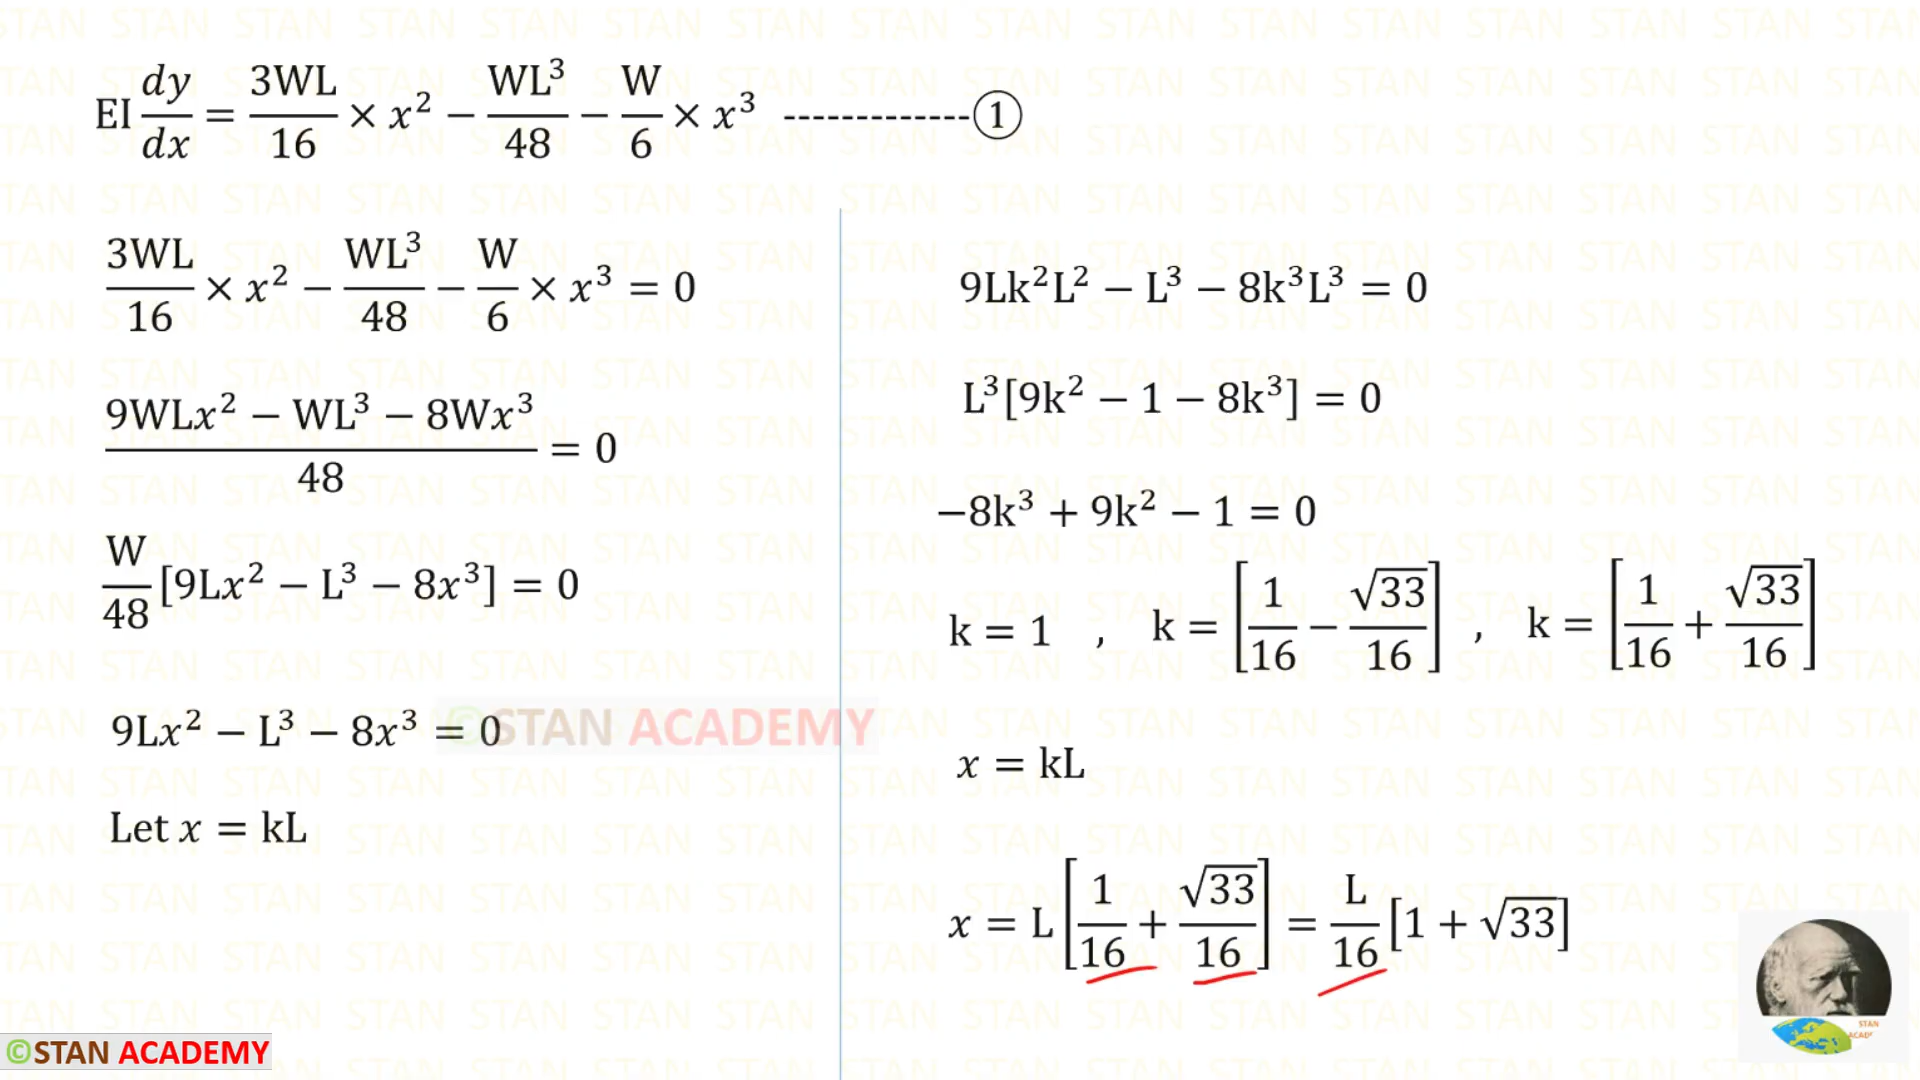 EI dy/dx = 3WL/16 × x² − WL³/48 − W/6 × x³ -------------①
3WL/16 × x² − WL³/48 − W/6 × x³ = 0
(9WLx² − WL³ − 8Wx³)/48 = 0
W/48 [9Lx² − L³ − 8x³] = 0
9Lx² − L³ − 8x³ = 0
Let x = kL
9Lk²L² − L³ − 8k³L³ = 0
L³[9k² − 1 − 8k³] = 0
−8k³ + 9k² − 1 = 0
k = 1 , k = [1/16 − √33/16] , k = [1/16 + √33/16]
x = kL
x = L [1/16 + √33/16] = L/16 [1 + √33]
©STAN ACADEMY
©STAN ACADEMY
STAN
ACADEMY